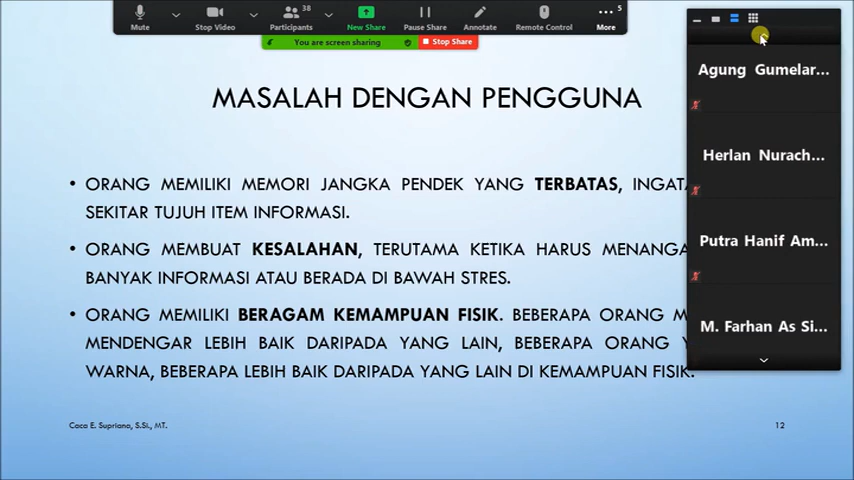 38
5
Mute
Stop Video
Participants
New Share
Pause Share
Annotate
Remote Control
More
You are screen sharing
Stop Share
MASALAH DENGAN PENGGUNA
• ORANG MEMILIKI MEMORI JANGKA PENDEK YANG TERBATAS, INGATA
SEKITAR TUJUH ITEM INFORMASI.
• ORANG MEMBUAT KESALAHAN, TERUTAMA KETIKA HARUS MENANGA
BANYAK INFORMASI ATAU BERADA DI BAWAH STRES.
• ORANG MEMILIKI BERAGAM KEMAMPUAN FISIK. BEBERAPA ORANG M
MENDENGAR LEBIH BAIK DARIPADA YANG LAIN, BEBERAPA ORANG Y
WARNA, BEBERAPA LEBIH BAIK DARIPADA YANG LAIN DI KEMAMPUAN FISIK.
Caca E. Supriana, S.Si., MT.
12
Agung Gumelar...
Herlan Nurach...
Putra Hanif Am...
M. Farhan As Si...